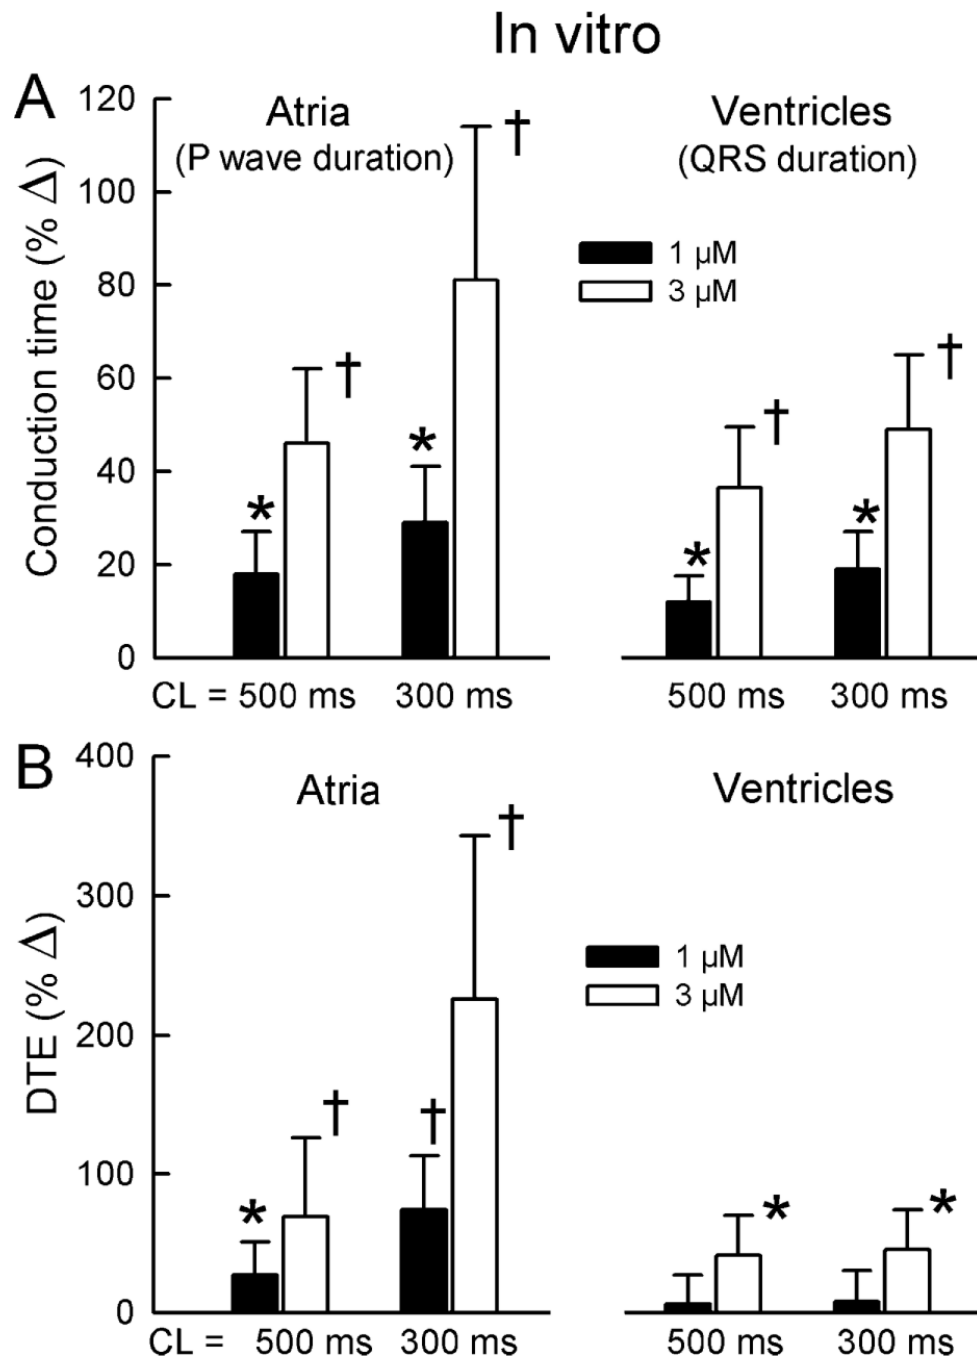 In vitro
A
Conduction time (% Δ)
120
100
80
60
40
20
0
Atria
(P wave duration)
Ventricles
(QRS duration)
1 µM
3 µM
*
†
*
†
*
†
*
†
CL = 500 ms 300 ms
500 ms 300 ms
B
DTE (% Δ)
400
300
200
100
0
Atria
Ventricles
1 µM
3 µM
*
†
†
†
*
*
CL = 500 ms 300 ms
500 ms 300 ms